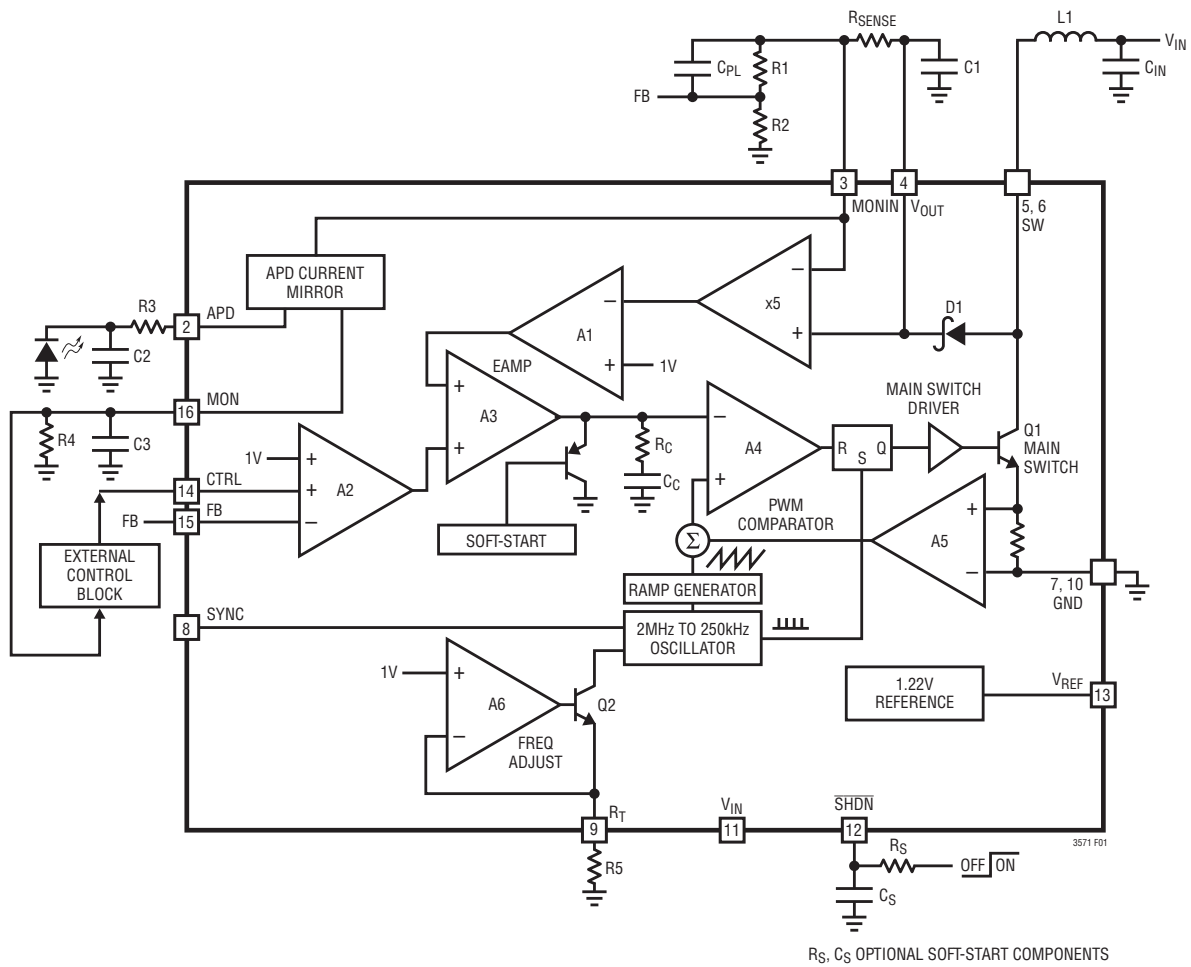 RSENSE
L1
VIN
CPL
R1
C1
CIN
FB
R2
3
4
MONIN
VOUT
5, 6
SW
APD CURRENT
MIRROR
R3
APD
2
C2
D1
x5
–
+
A1
–
+
1V
EAMP
A3
+
+
MON
16
R4
C3
MAIN SWITCH
DRIVER
Q1
MAIN
SWITCH
A4
–
+
R
S
Q
RC
CC
1V
+
+
–
A2
CTRL
14
FB
15
FB
SOFT-START
PWM
COMPARATOR
Σ
A5
+
–
EXTERNAL
CONTROL
BLOCK
RAMP GENERATOR
7, 10
GND
SYNC
8
2MHz TO 250kHz
OSCILLATOR
1V
+
–
A6
Q2
FREQ
ADJUST
1.22V
REFERENCE
VREF
13
RT
9
VIN
11
SHDN
12
3571 F01
R5
RS
OFF ON
CS
RS, CS OPTIONAL SOFT-START COMPONENTS